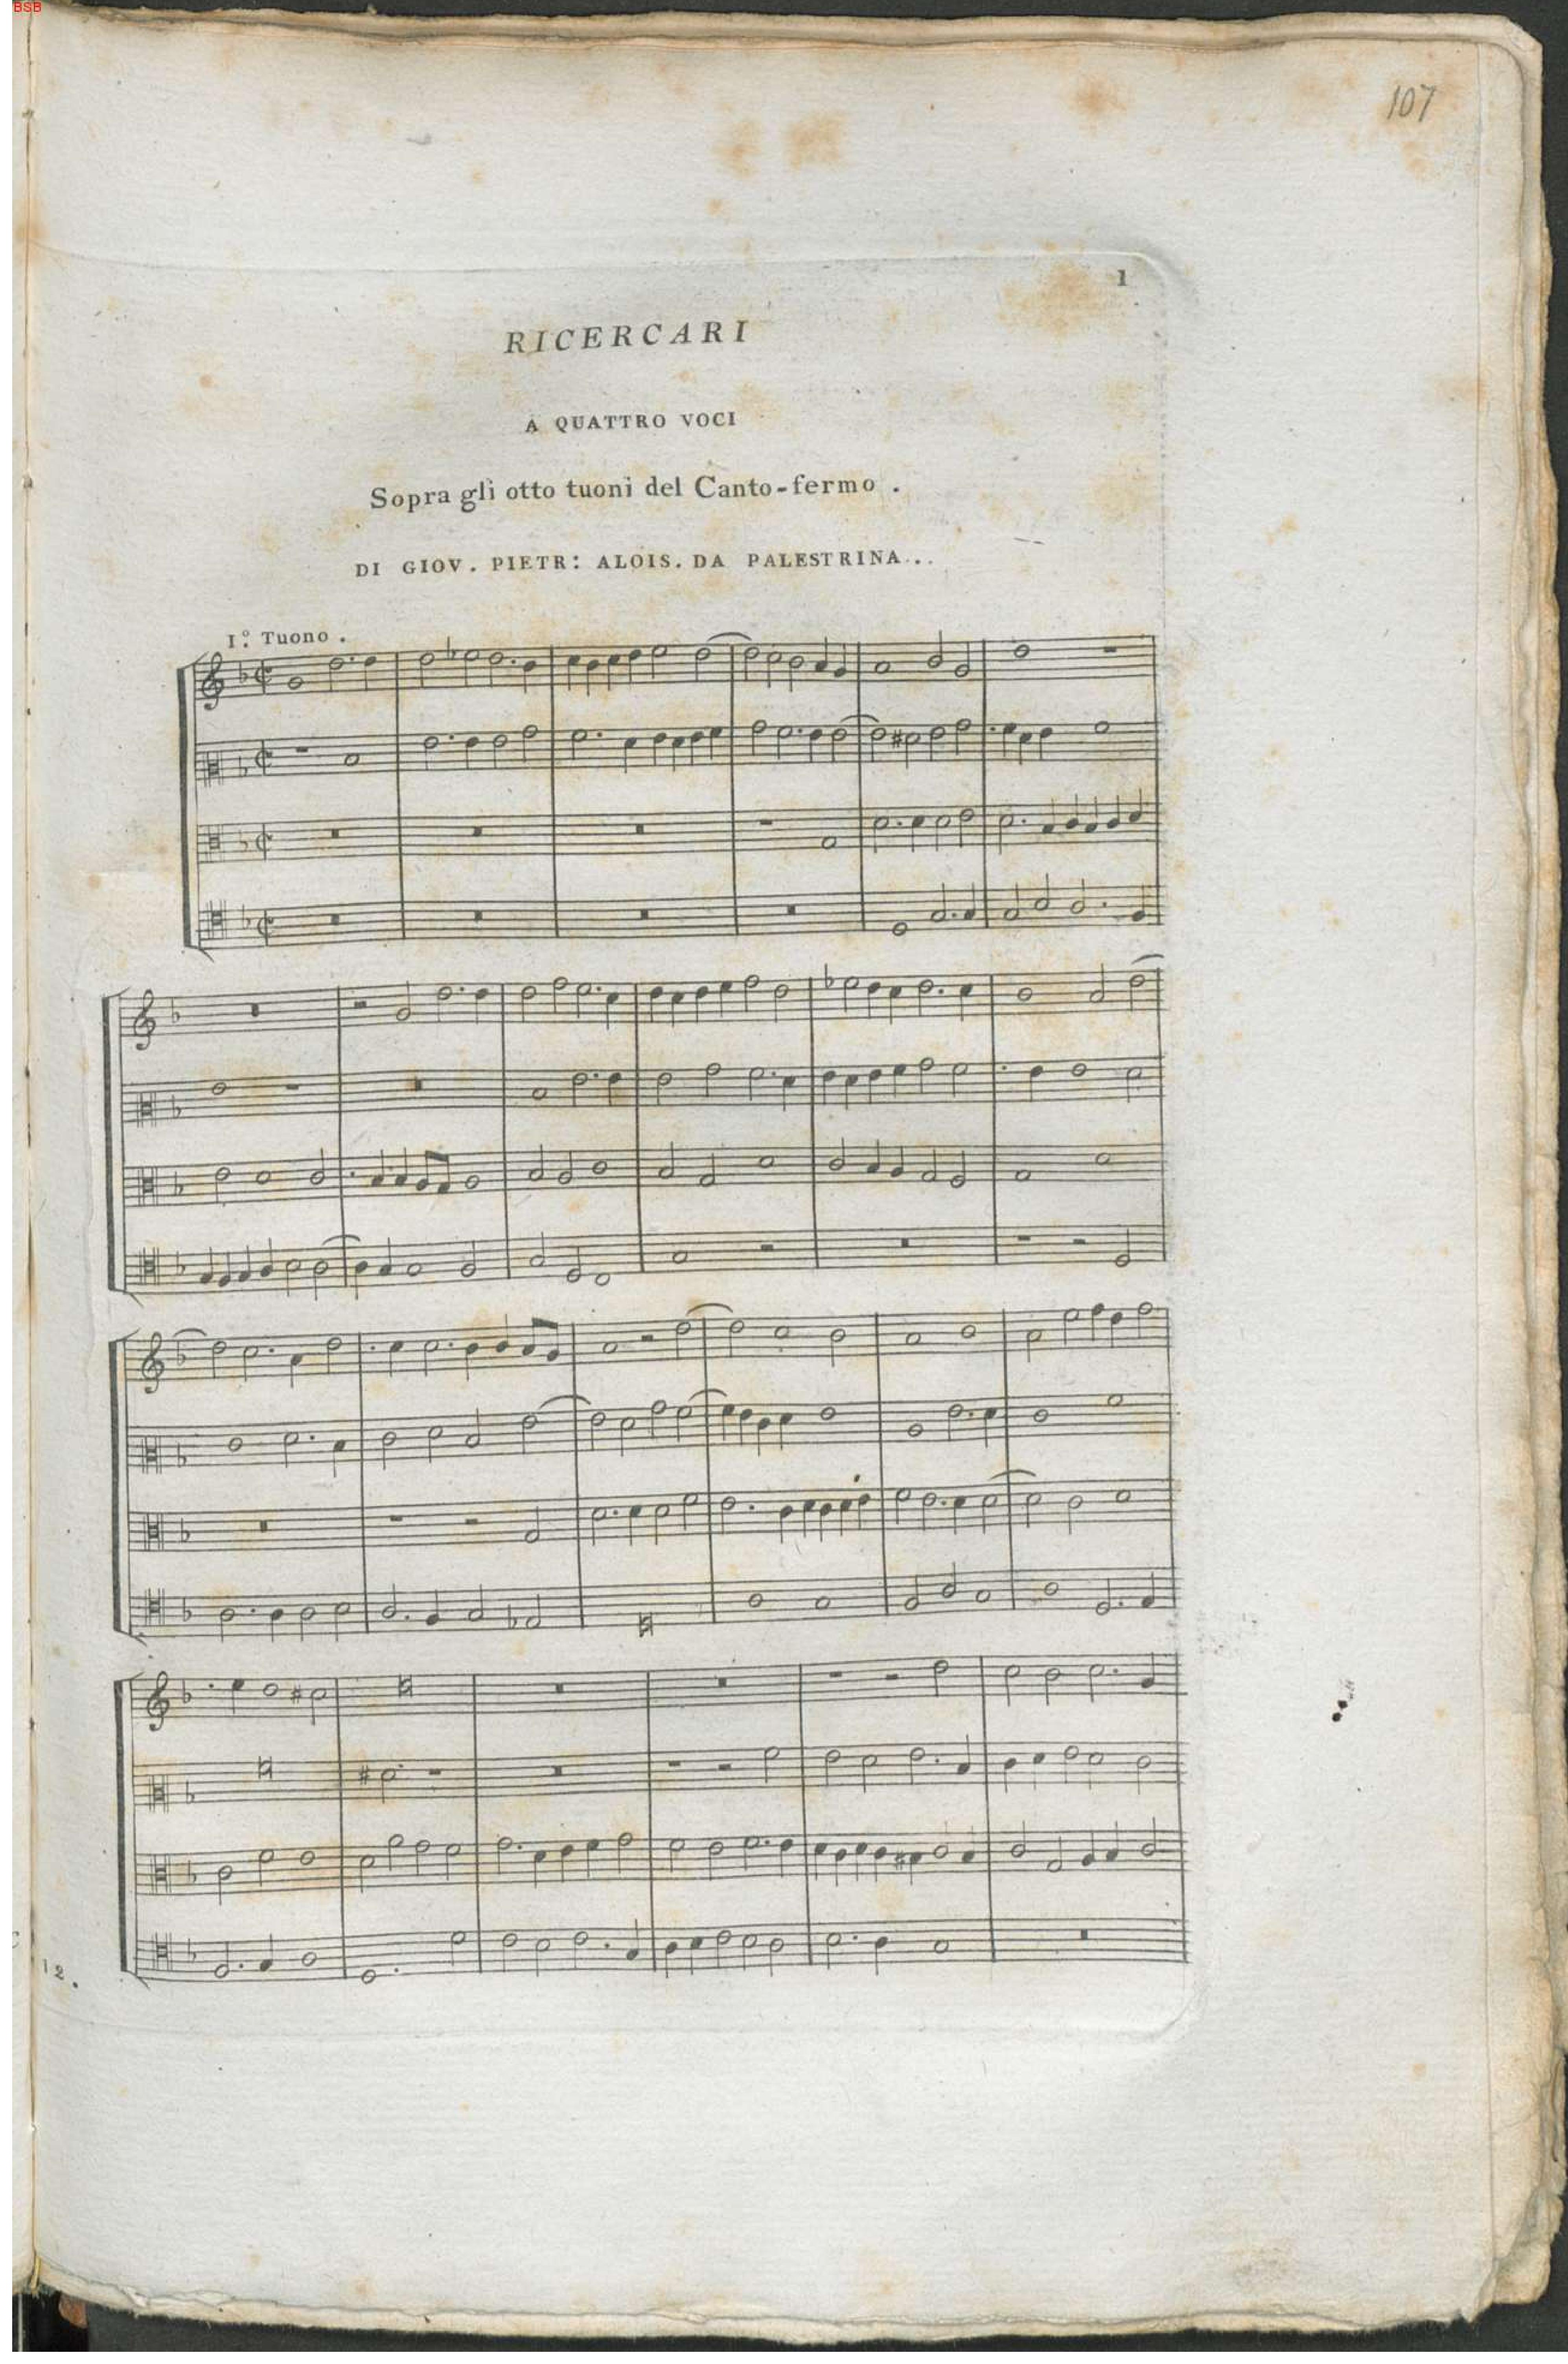 BSB
107
1
RICERCARI
A QUATTRO VOCI
Sopra gli otto tuoni del Canto-fermo .
DI GIOV. PIETR: ALOIS. DA PALESTRINA...
I.º Tuono .
12.